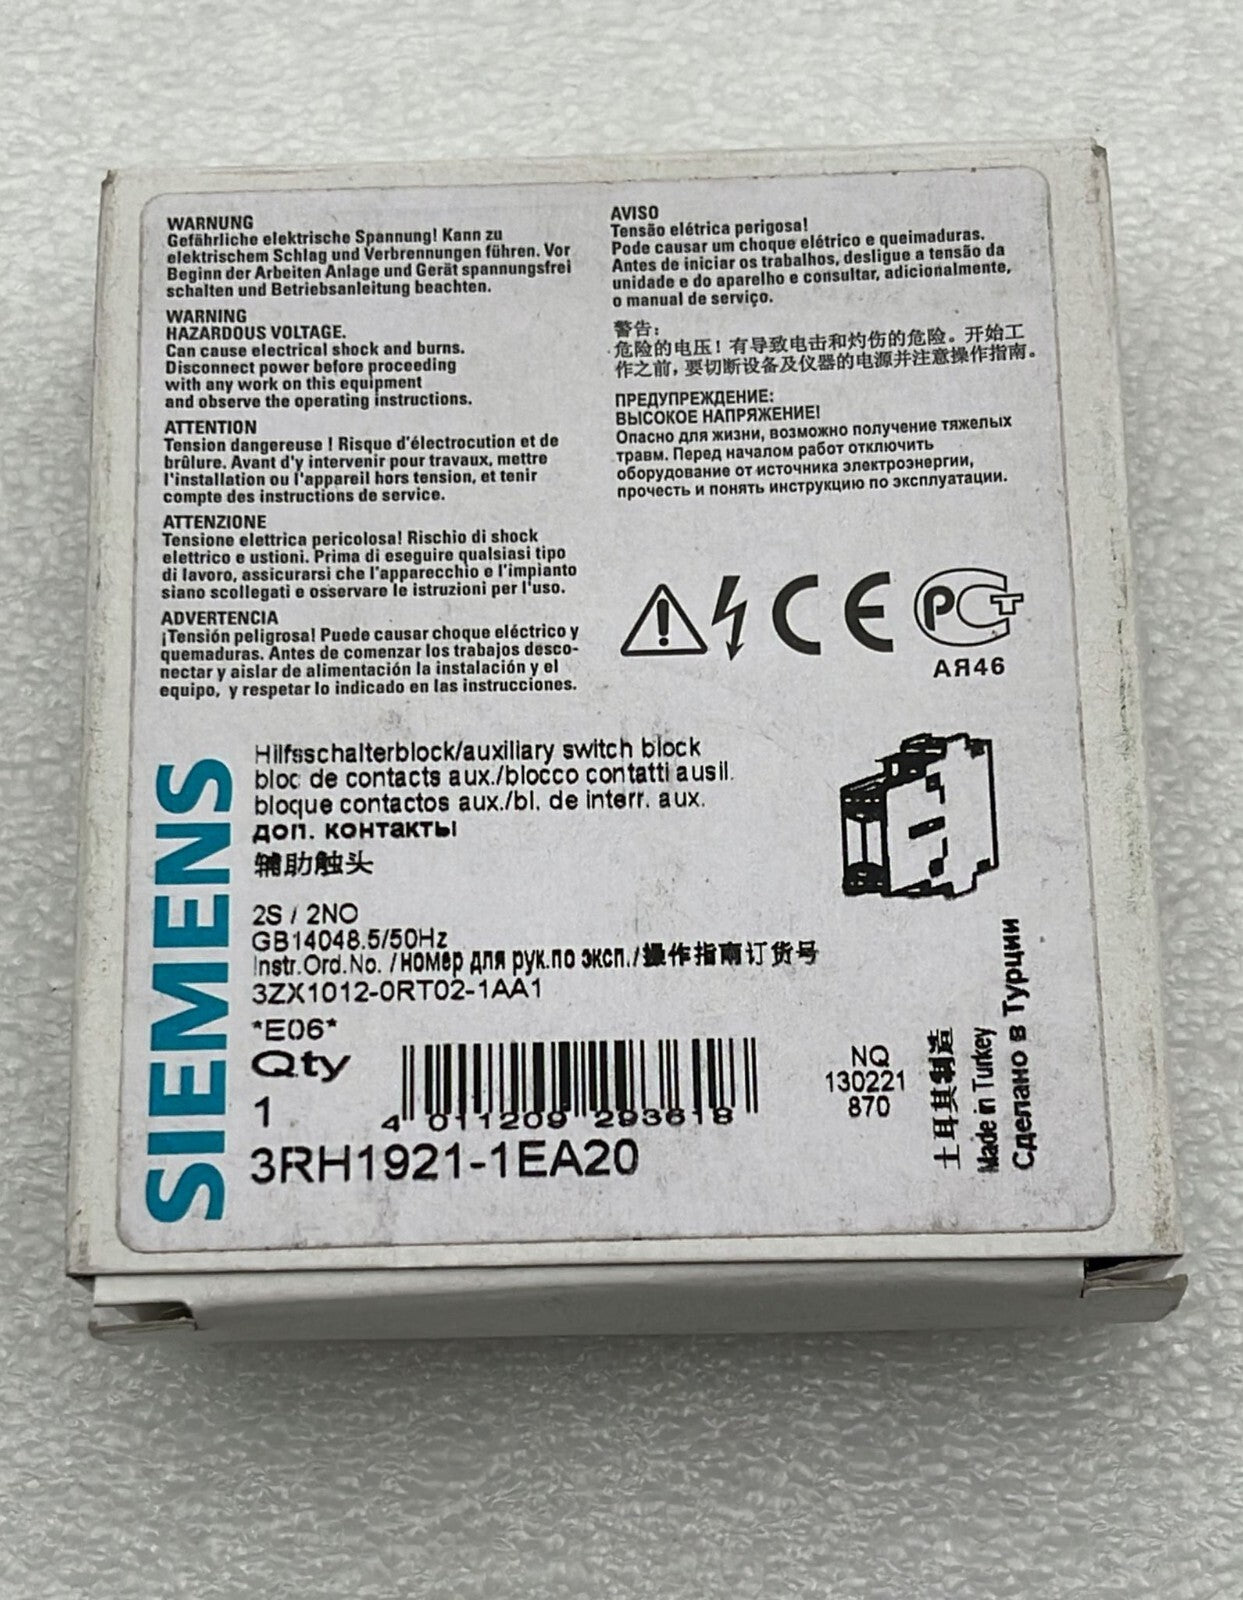 WARNUNG
Gefährliche elektrische Spannung! Kann zu
elektrischem Schlag und Verbrennungen führen. Vor
Beginn der Arbeiten Anlage und Gerät spannungsfrei
schalten und Betriebsanleitung beachten.
WARNING
HAZARDOUS VOLTAGE.
Can cause electrical shock and burns.
Disconnect power before proceeding
with any work on this equipment
and observe the operating instructions.
ATTENTION
Tension dangereuse ! Risque d'électrocution et de
brûlure. Avant d'y intervenir pour travaux, mettre
l'installation ou l'appareil hors tension, et tenir
compte des instructions de service.
ATTENZIONE
Tensione elettrica pericolosa! Rischio di shock
elettrico e ustioni. Prima di eseguire qualsiasi tipo
di lavoro, assicurarsi che l'apparecchio e l'impianto
siano scollegati e osservare le istruzioni per l'uso.
ADVERTENCIA
¡Tensión peligrosa! Puede causar choque eléctrico y
quemaduras. Antes de comenzar los trabajos desco-
nectar y aislar de alimentación la instalación y el
equipo, y respetar lo indicado en las instrucciones.
AVISO
Tensão elétrica perigosa!
Pode causar um choque elétrico e queimaduras.
Antes de iniciar os trabalhos, desligue a tensão da
unidade e do aparelho e consultar, adicionalmente,
o manual de serviço.
警告:
危险的电压！有导致电击和灼伤的危险。开始工
作之前，要切断设备及仪器的电源并注意操作指南。
ПРЕДУПРЕЖДЕНИЕ:
ВЫСОКОЕ НАПРЯЖЕНИЕ!
Опасно для жизни, возможно получение тяжелых
травм. Перед началом работ отключить
оборудование от источника электроэнергии,
прочесть и понять инструкцию по эксплуатации.
CE PCT
АЯ46
SIEMENS
Hilfsschalterblock/auxiliary switch block
bloc de contacts aux./blocco contatti ausil.
bloque contactos aux./bl. de interr. aux.
доп. контакты
辅助触头
2S / 2NO
GB14048.5/50Hz
Instr.Ord.No. /номер для рук.по эксп./操作指南订货号
3ZX1012-0RT02-1AA1
*E06*
Qty
1
4 011209 293618
3RH1921-1EA20
NQ
130221
870
土耳其制造
Made in Turkey
Сделано в Турции